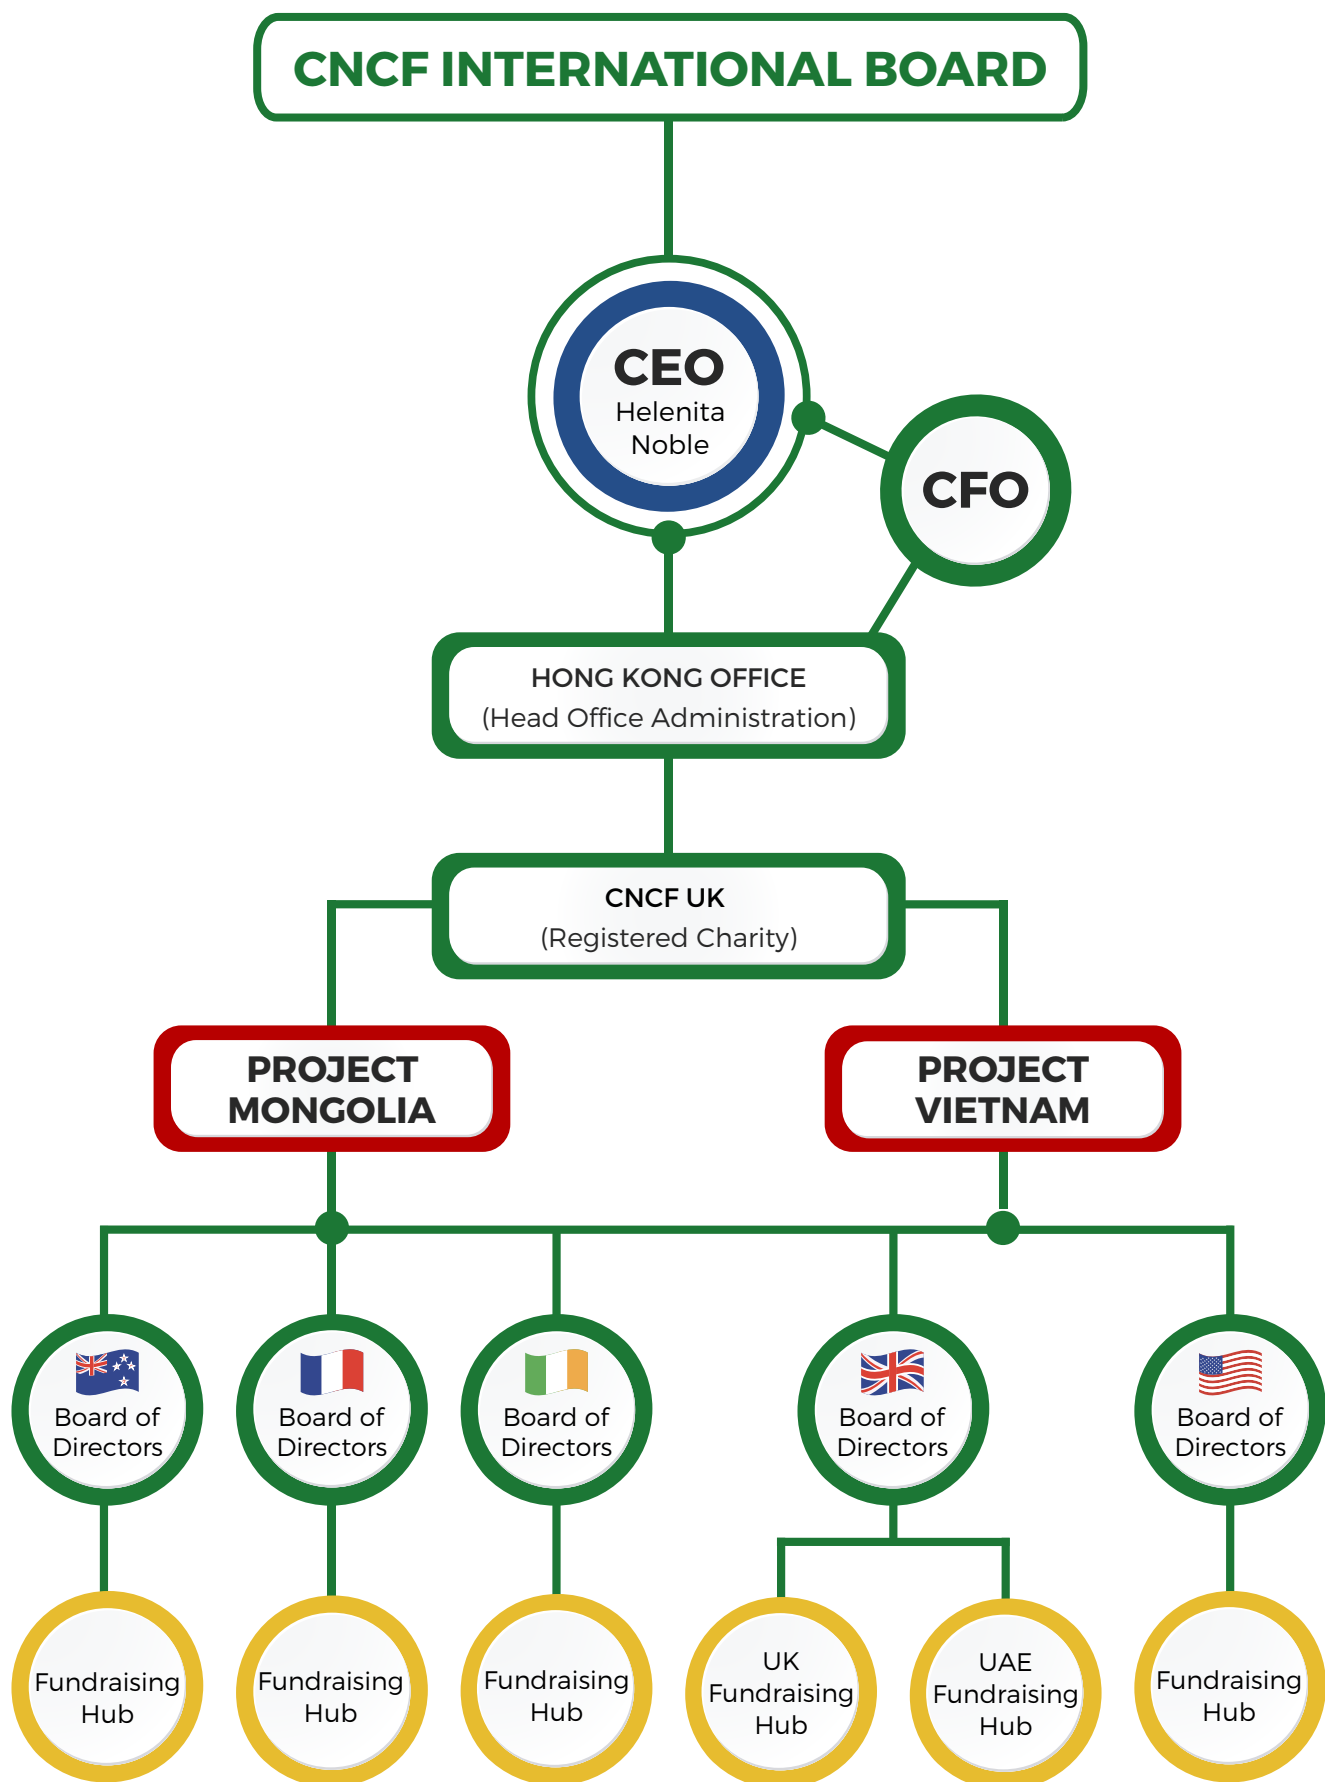 CNCF INTERNATIONAL BOARD
CEO
Helenita
Noble
CFO
HONG KONG OFFICE
(Head Office Administration)
CNCF UK
(Registered Charity)
PROJECT
MONGOLIA
PROJECT
VIETNAM
Board of
Directors
Board of
Directors
Board of
Directors
Board of
Directors
Board of
Directors
Fundraising
Hub
Fundraising
Hub
Fundraising
Hub
UK
Fundraising
Hub
UAE
Fundraising
Hub
Fundraising
Hub